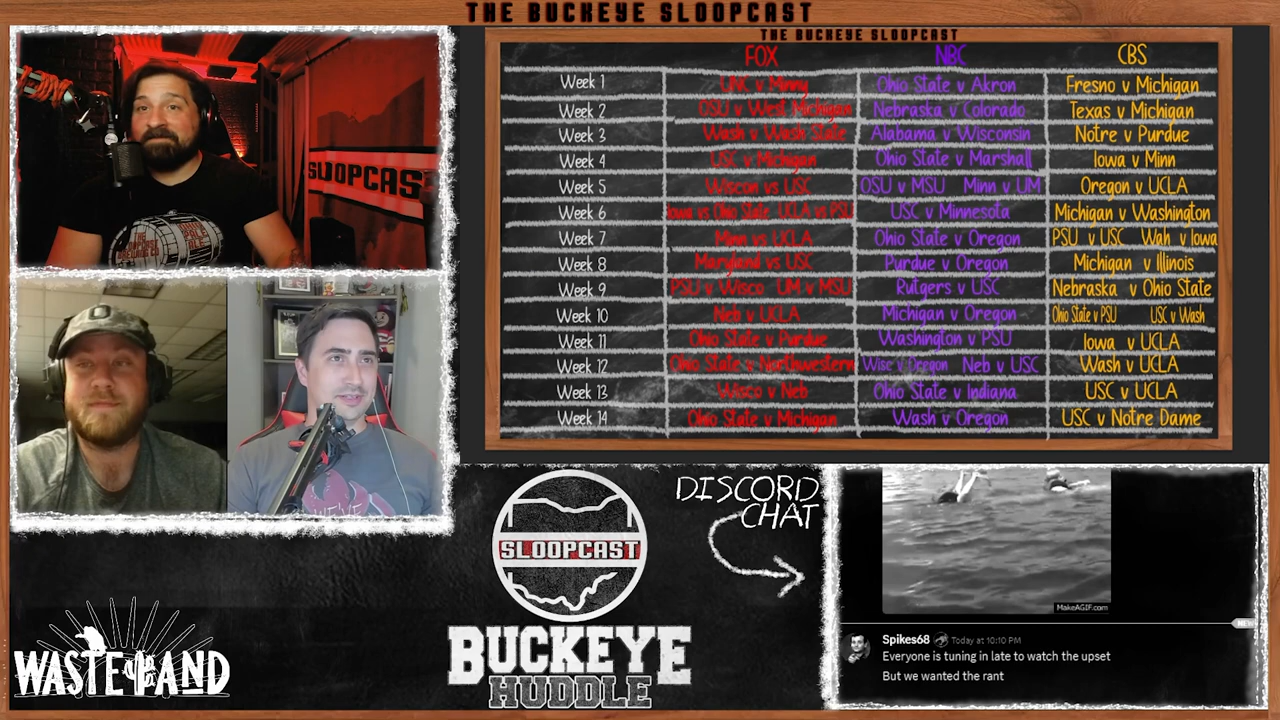 THE BUCKEYE SLOOPCAST
THE BUCKEYE SLOOPCAST
FOX NBC CBS
Week 1 UNC v Minny Ohio State v Akron Fresno v Michigan
Week 2 OSU v West Michigan Nebraska v Colorado Texas v Michigan
Week 3 Wash v Wash State Alabama v Wisconsin Notre v Purdue
Week 4 USC v Michigan Ohio State v Marshall Iowa v Minn
Week 5 Wiscon vs USC OSU v MSU Minn v UM Oregon v UCLA
Week 6 Iowa vs Ohio State UCLA vs PSU USC v Minnesota Michigan v Washington
Week 7 Minn vs UCLA Ohio State v Oregon PSU v USC Wah v Iowa
Week 8 Maryland vs USC Purdue v Oregon Michigan v Illinois
Week 9 PSU v Wisco UM v MSU Rutgers v USC Nebraska v Ohio State
Week 10 Neb v UCLA Michigan v Oregon Ohio State v PSU USC v Wash
Week 11 Ohio State v Purdue Washington v PSU Iowa v UCLA
Week 12 Ohio State v Northwestern Wisc v Oregon Neb v USC Wash v UCLA
Week 13 Wisco v Neb Ohio State v Indiana USC v UCLA
Week 14 Ohio State v Michigan Wash v Oregon USC v Notre Dame
SLOOPCAS
DISCORD
CHAT
SLOOPCAST
BUCKEYE
HUDDLE
WASTELAND
MakeAGIF.com
NEW
Spikes68 Today at 10:10 PM
Everyone is tuning in late to watch the upset
But we wanted the rant